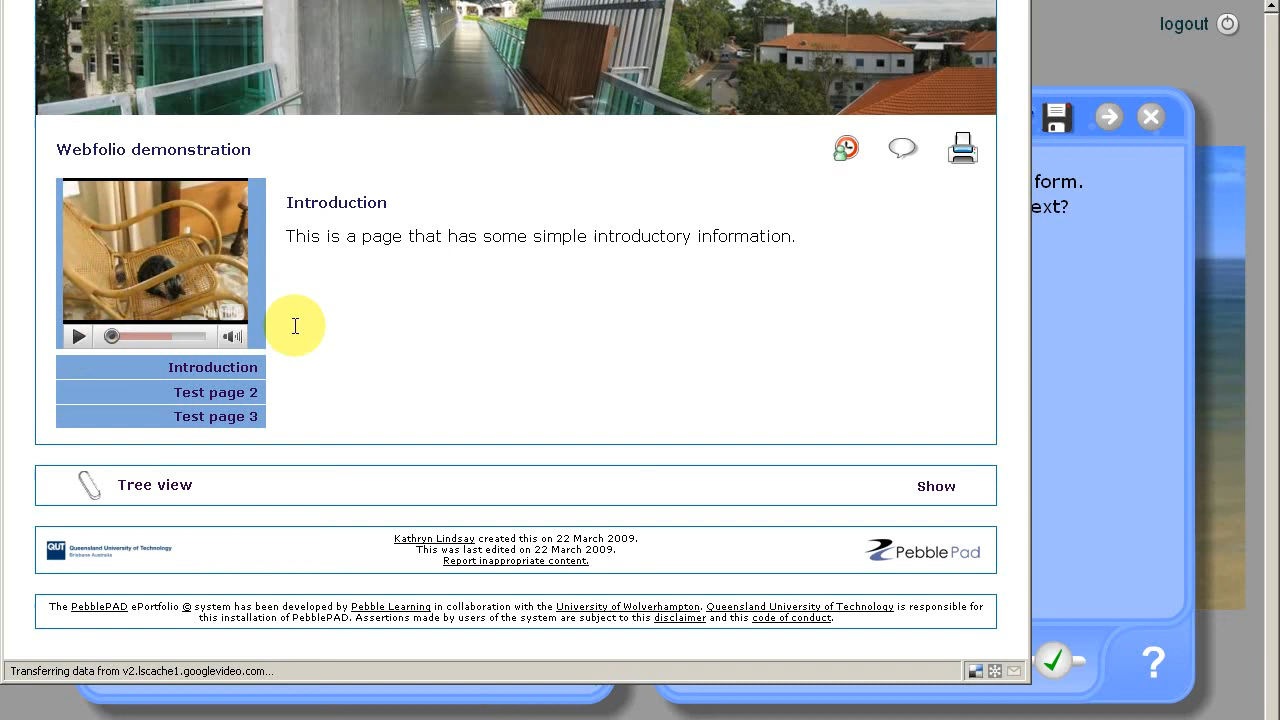 logout
form.
ext?
Webfolio demonstration
Introduction
This is a page that has some simple introductory information.
Introduction
Test page 2
Test page 3
Tree view
Show
QUT
Queensland University of Technology
Brisbane Australia
Kathryn Lindsay created this on 22 March 2009.
This was last edited 2 March 2009.
Report inappropriate content.
PebblePad
The PebblePAD ePortfolio @ system has been developed by Pebble Learning in collaboration with the University of Wolverhampton. Queensland University of Technology is responsible for
this installation of PebblePAD. Assertions made by users of the system are subject to this disclaimer and this code of conduct.
Transferring data from v2.lscache1.googlevideo.com...
?